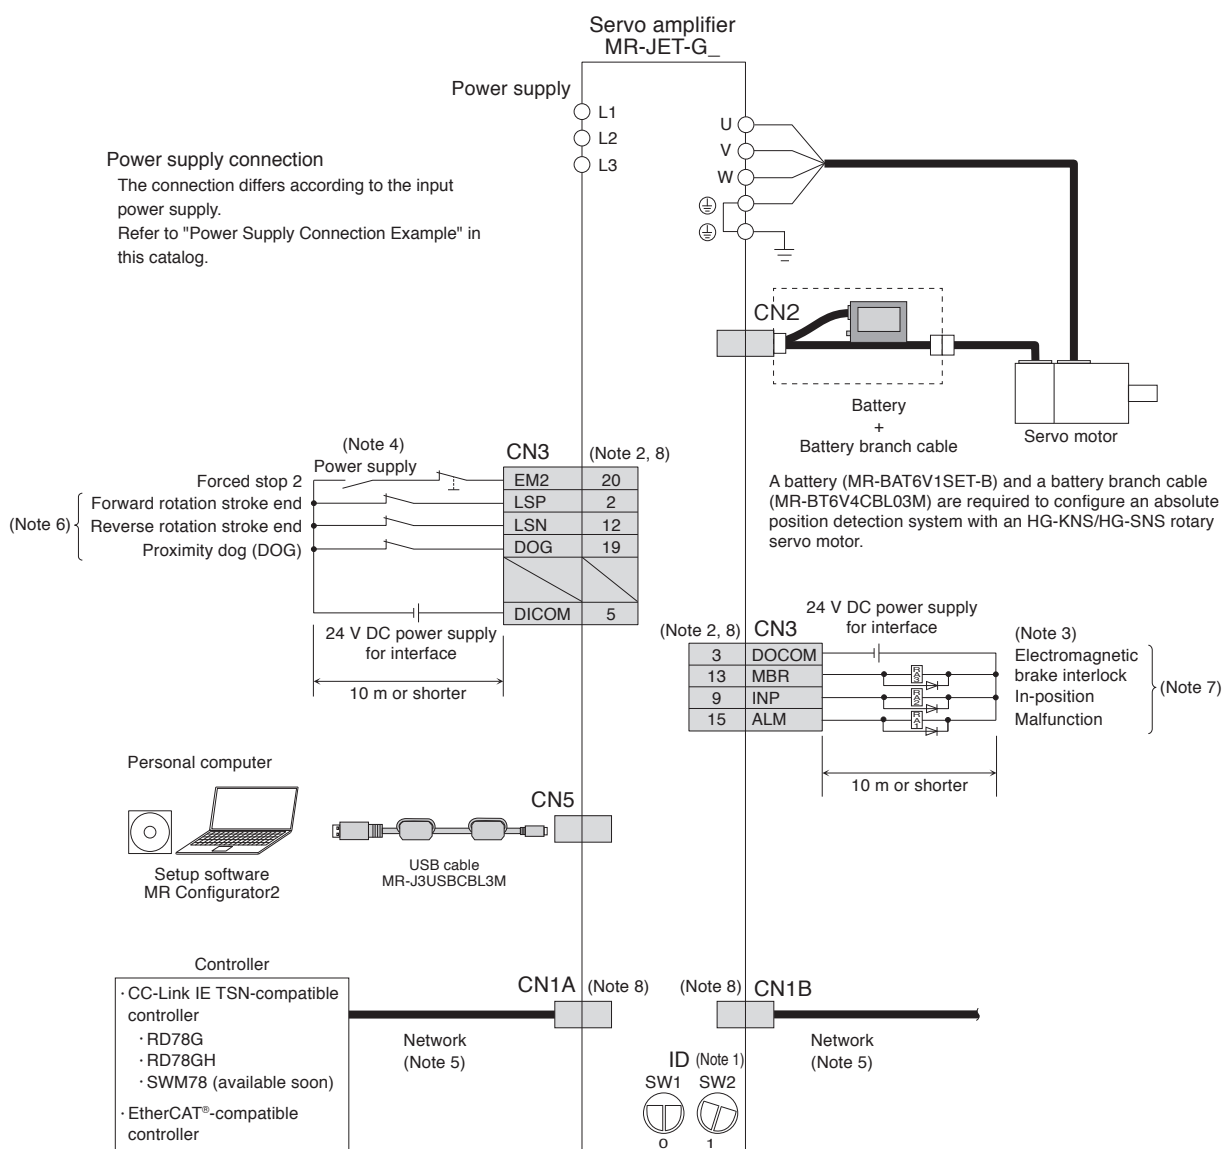 Servo amplifier
MR-JET-G_
Power supply
L1
L2
L3
U
V
W
Power supply connection
The connection differs according to the input
power supply.
Refer to "Power Supply Connection Example" in
this catalog.
CN2
Battery
+
Battery branch cable
Servo motor
A battery (MR-BAT6V1SET-B) and a battery branch cable
(MR-BT6V4CBL03M) are required to configure an absolute
position detection system with an HG-KNS/HG-SNS rotary
servo motor.
(Note 4)
Power supply
CN3
(Note 2, 8)
Forced stop 2
EM2
20
(Note 6)
Forward rotation stroke end
LSP
2
Reverse rotation stroke end
LSN
12
Proximity dog (DOG)
DOG
19
DICOM
5
24 V DC power supply
for interface
10 m or shorter
(Note 2, 8)
CN3
24 V DC power supply
for interface
(Note 3)
3
DOCOM
13
MBR
RA3
Electromagnetic
brake interlock
9
INP
RA2
In-position
15
ALM
RA1
Malfunction
(Note 7)
10 m or shorter
Personal computer
Setup software
MR Configurator2
CN5
USB cable
MR-J3USBCBL3M
Controller
· CC-Link IE TSN-compatible
controller
· RD78G
· RD78GH
· SWM78 (available soon)
· EtherCAT®-compatible
controller
CN1A
(Note 8)
Network
(Note 5)
(Note 8)
CN1B
Network
(Note 5)
ID (Note 1)
SW1
SW2
0
1